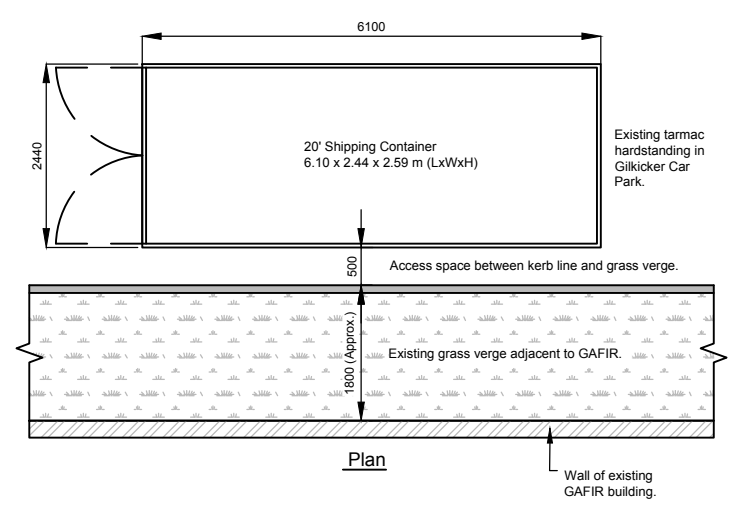 6100
2440
20' Shipping Container
6.10 x 2.44 x 2.59 m (LxWxH)
Existing tarmac
hardstanding in
Gilkicker Car
Park.
500
Access space between kerb line and grass verge.
1800 (Approx.)
Existing grass verge adjacent to GAFIR.
Plan
Wall of existing
GAFIR building.